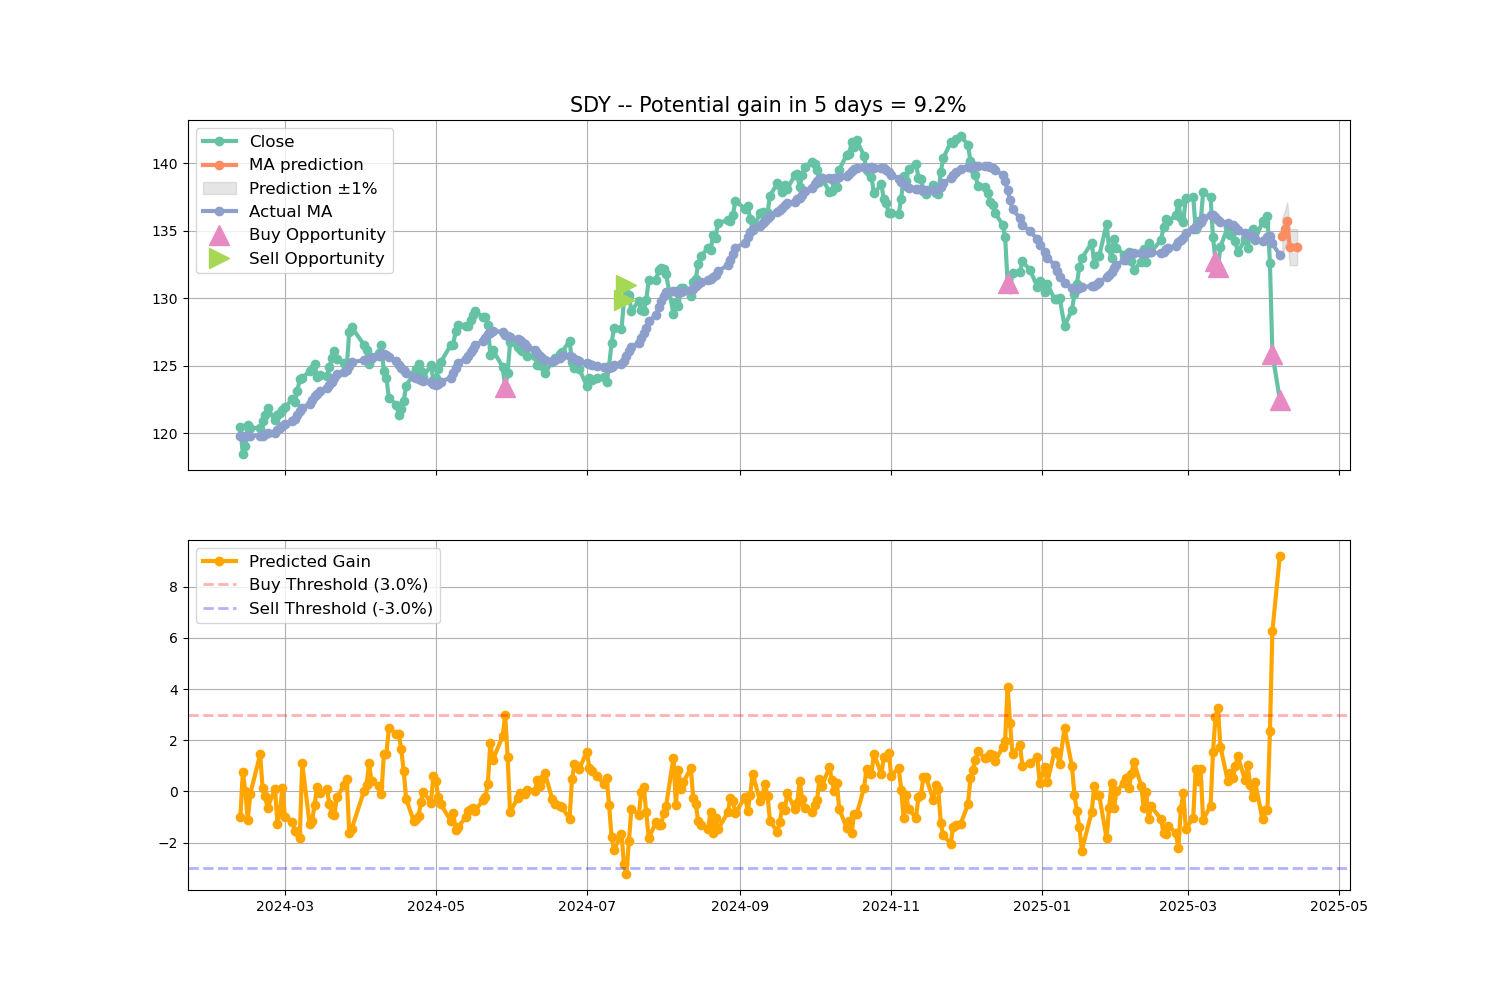 SDY -- Potential gain in 5 days = 9.2%
Close
MA prediction
Prediction ±1%
Actual MA
Buy Opportunity
Sell Opportunity
140
135
130
125
120
Predicted Gain
Buy Threshold (3.0%)
Sell Threshold (-3.0%)
8
6
4
2
0
−2
2024-03 2024-05 2024-07 2024-09 2024-11 2025-01 2025-03 2025-05